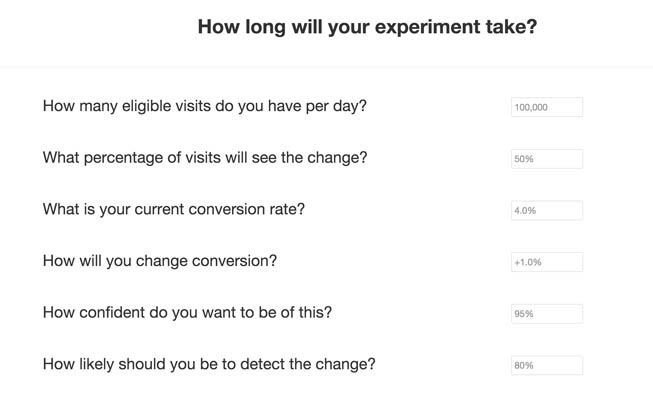 How long will your experiment take?
How many eligible visits do you have per day? 100,000
What percentage of visits will see the change? 50%
What is your current conversion rate? 4.0%
How will you change conversion? +1.0%
How confident do you want to be of this? 95%
How likely should you be to detect the change? 80%